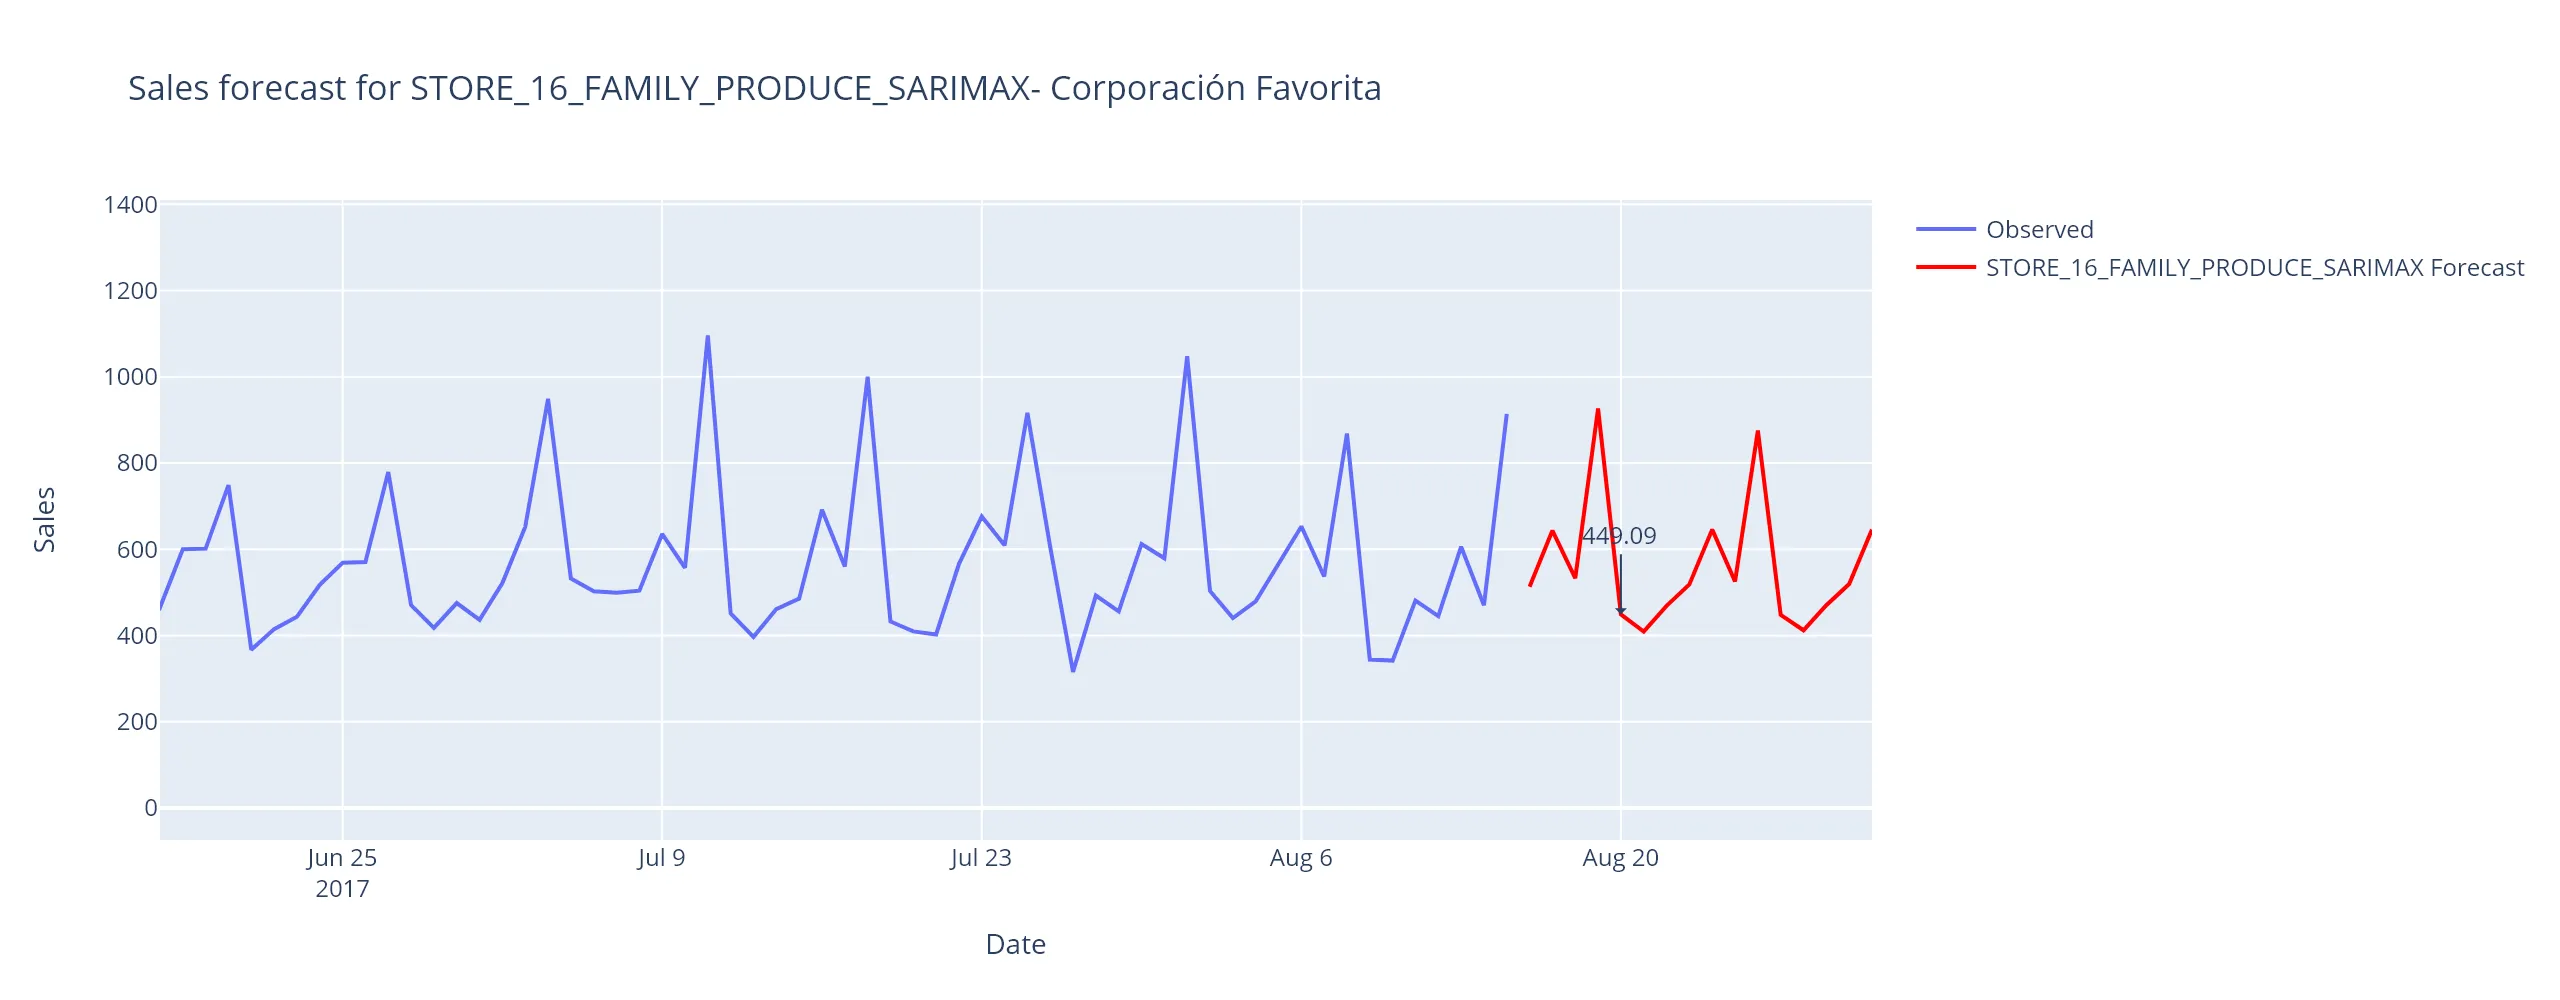 Sales forecast for STORE_16_FAMILY_PRODUCE_SARIMAX- Corporación Favorita
Observed
STORE_16_FAMILY_PRODUCE_SARIMAX Forecast
1400
1200
1000
800
600
400
200
0
Sales
449.09
Jun 25
2017
Jul 9
Jul 23
Aug 6
Aug 20
Date